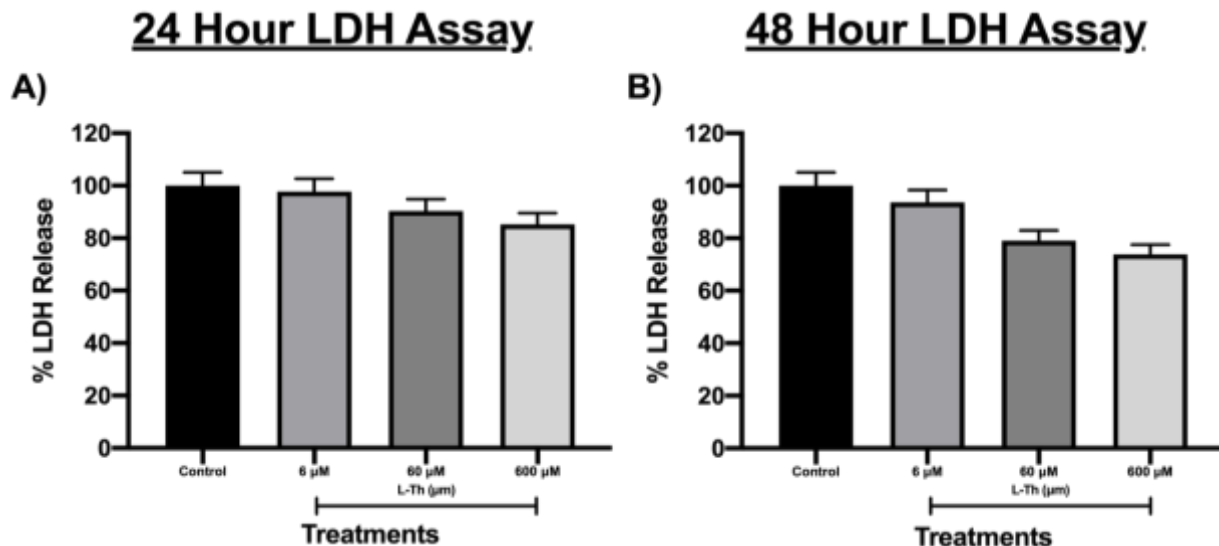 24 Hour LDH Assay
48 Hour LDH Assay
A)
120
100
80
60
40
20
0
% LDH Release
Control
6 µM
60 µM
600 µM
L-Th (µm)
Treatments
B)
120
100
80
60
40
20
0
% LDH Release
Control
6 µM
60 µM
600 µM
L-Th (µm)
Treatments